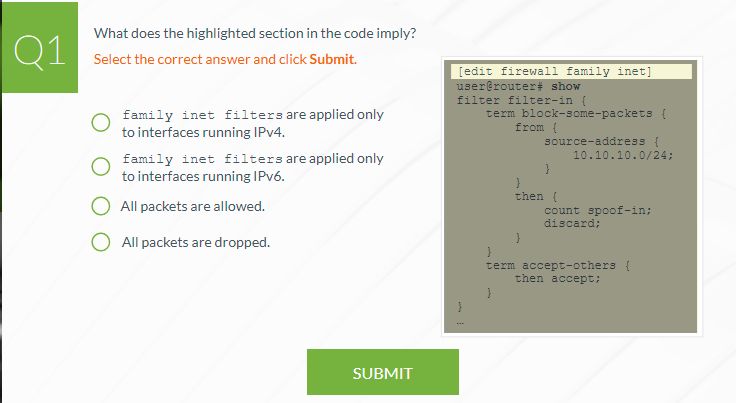 Q1
What does the highlighted section in the code imply?
Select the correct answer and click Submit.
family inet filters are applied only
to interfaces running IPv4.
family inet filters are applied only
to interfaces running IPv6.
All packets are allowed.
All packets are dropped.
[edit firewall family inet]
user@router# show
filter filter-in {
term block-some-packets {
from {
source-address {
10.10.10.0/24;
}
}
then {
count spoof-in;
discard;
}
}
term accept-others {
then accept;
}
}
…
SUBMIT